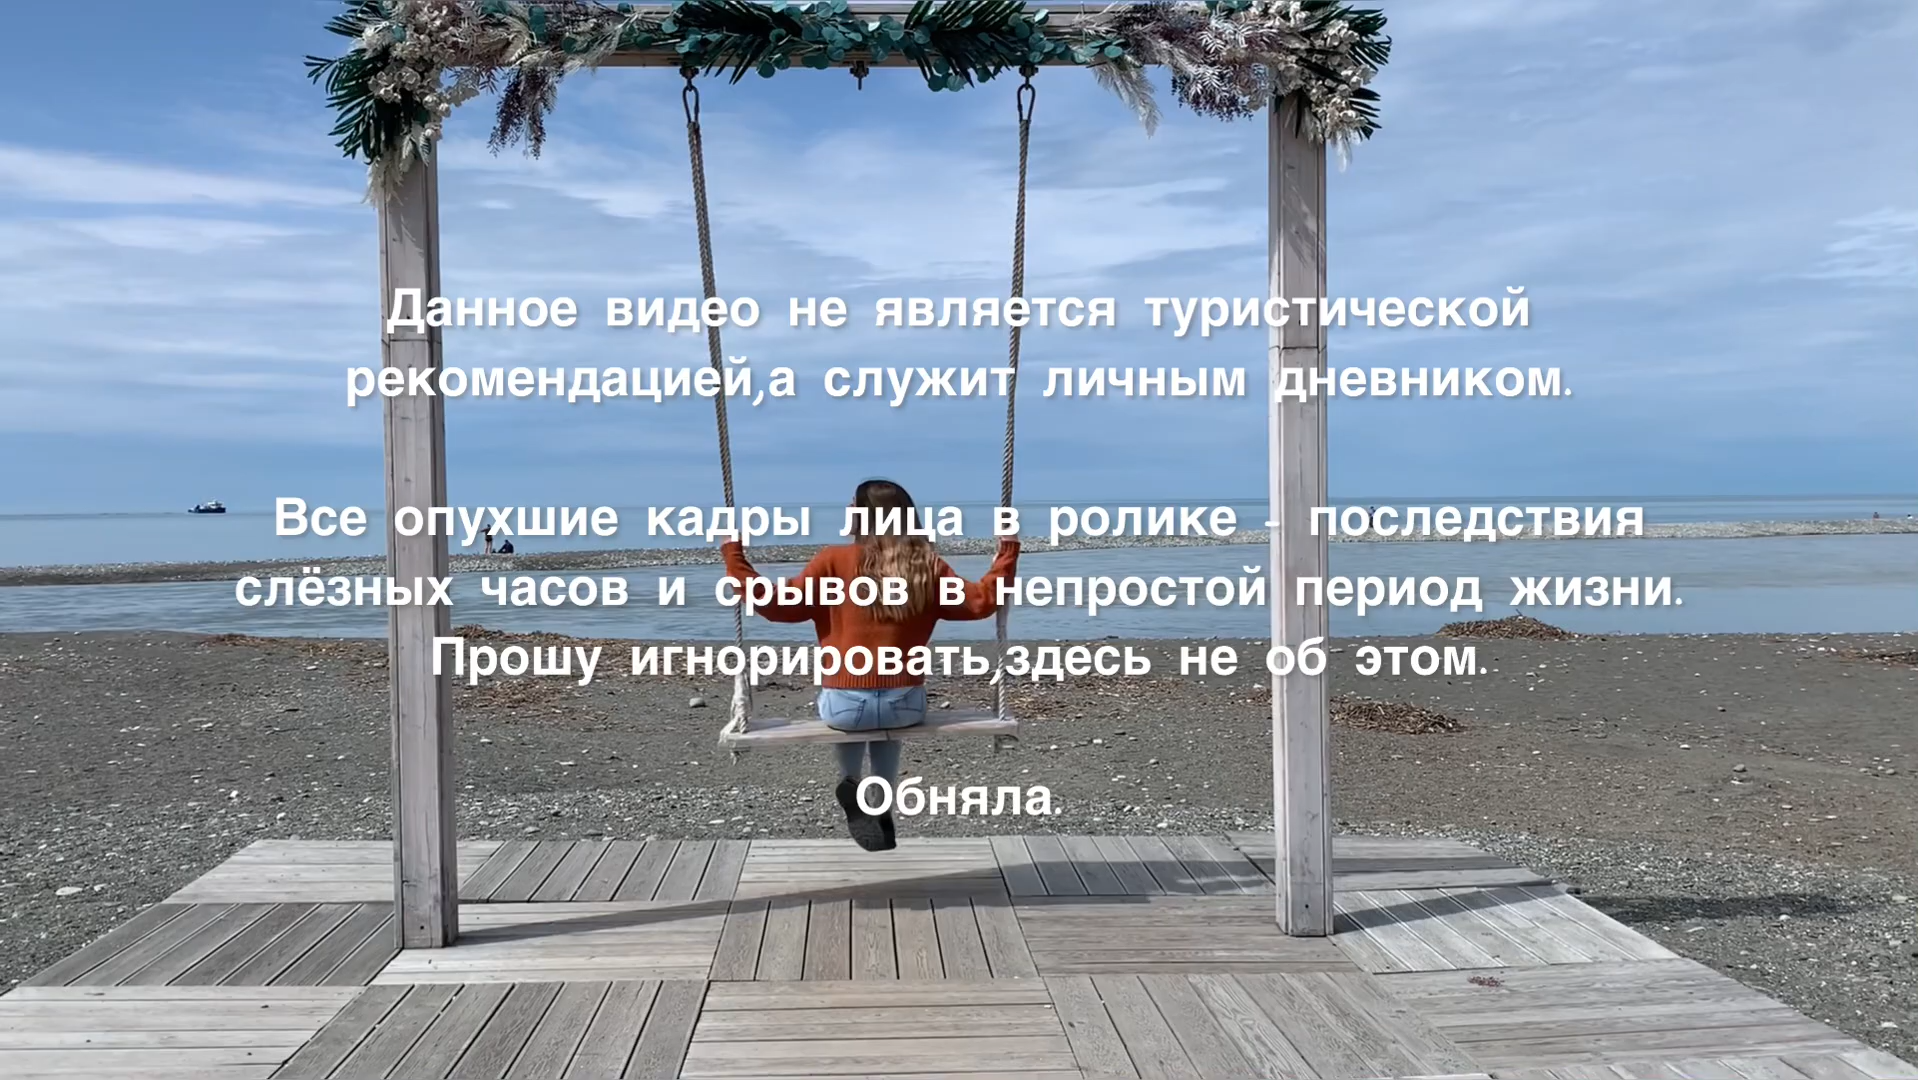 Данное видео не является туристической
рекомендацией,а служит личным дневником.
Все опухшие кадры лица в ролике - последствия
слёзных часов и срывов в непростой период жизни.
Прошу игнорировать,здесь не об этом.
Обняла.